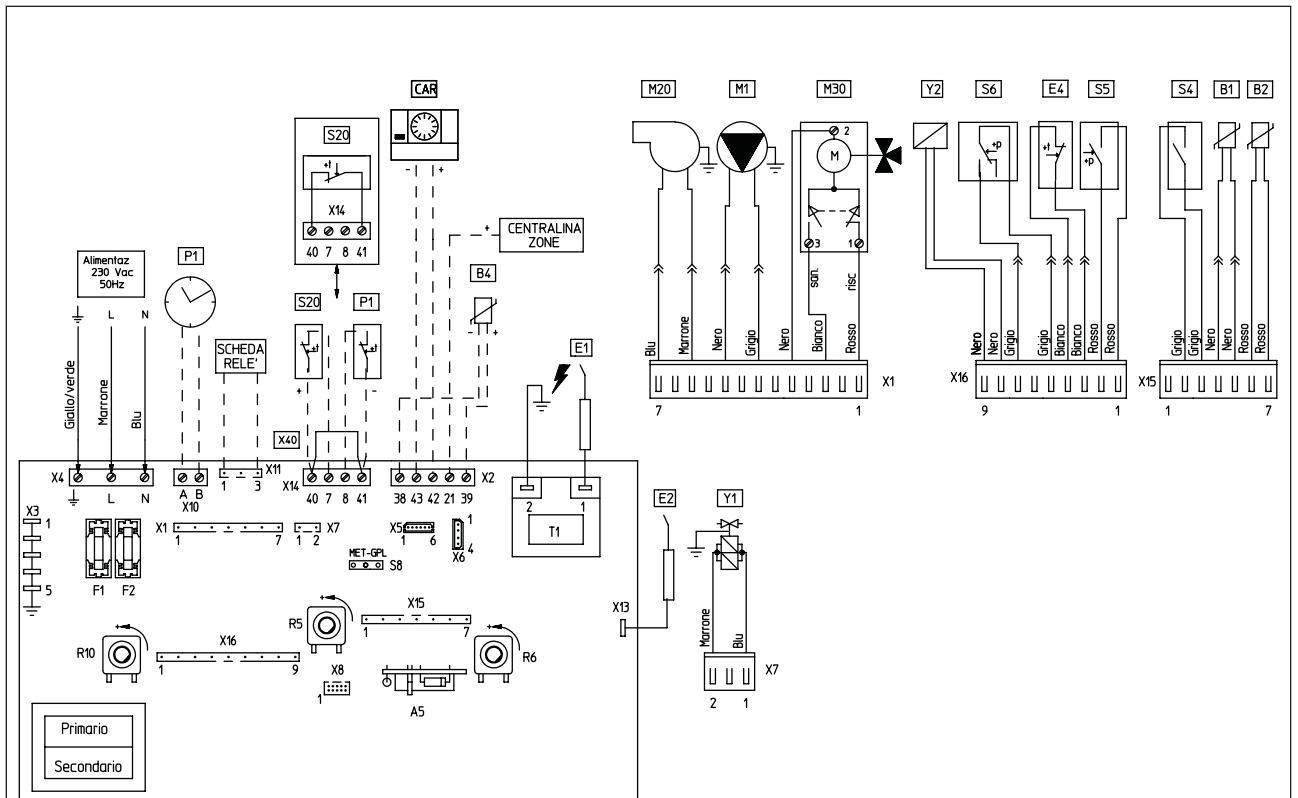 CAR
M20
M1
M30
Y2
S6
E4
S5
S4
B1
B2
S20
+t
X14
40 7 8 41
- +
2
M
3
1
san.
risc
+p
+t
+p
Alimentaz
230 Vac
50Hz
L N
P1
+ CENTRALINA
ZONE
B4
- +
S20
P1
+t
+t
+ -
SCHEDA
RELE'
E1
Giallo/verde
Marrone
Blu
X40
Blu
Marrone
Nero
Grigio
Nero
Bianco
Rosso
X1
7 1
Nero
Nero
Grigio
Grigio
Bianco
Bianco
Rosso
Rosso
X16
9 1
Grigio
Grigio
Nero
Nero
Rosso
Rosso
X15
1 7
X4
L N
A B
X10
X11
1 3
X14
40 7 8 41
X2
38 43 42 21 39
2 1
T1
X3
1
5
F1 F2
X1
1 7
X7
1 2
X5
1 6
X6
1
4
MET-GPL
S8
R10
+
X16
1 9
R5
+
X15
1 7
R6
+
X8
1
A5
X13
E2
Y1
Marrone
Blu
X7
2 1
Primario
Secondario